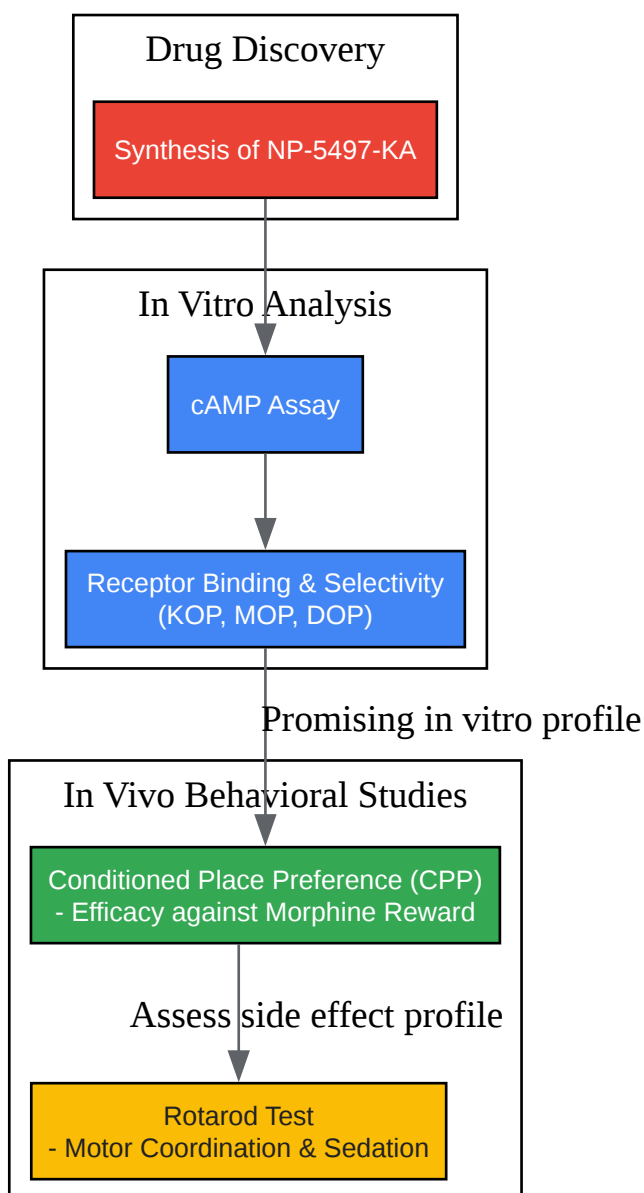 Drug Discovery
Synthesis of NP-5497-KA
In Vitro Analysis
cAMP Assay
Receptor Binding & Selectivity
(KOP, MOP, DOP)
Promising in vitro profile
In Vivo Behavioral Studies
Conditioned Place Preference (CPP)
- Efficacy against Morphine Reward
Assess side effect profile
Rotarod Test
- Motor Coordination & Sedation